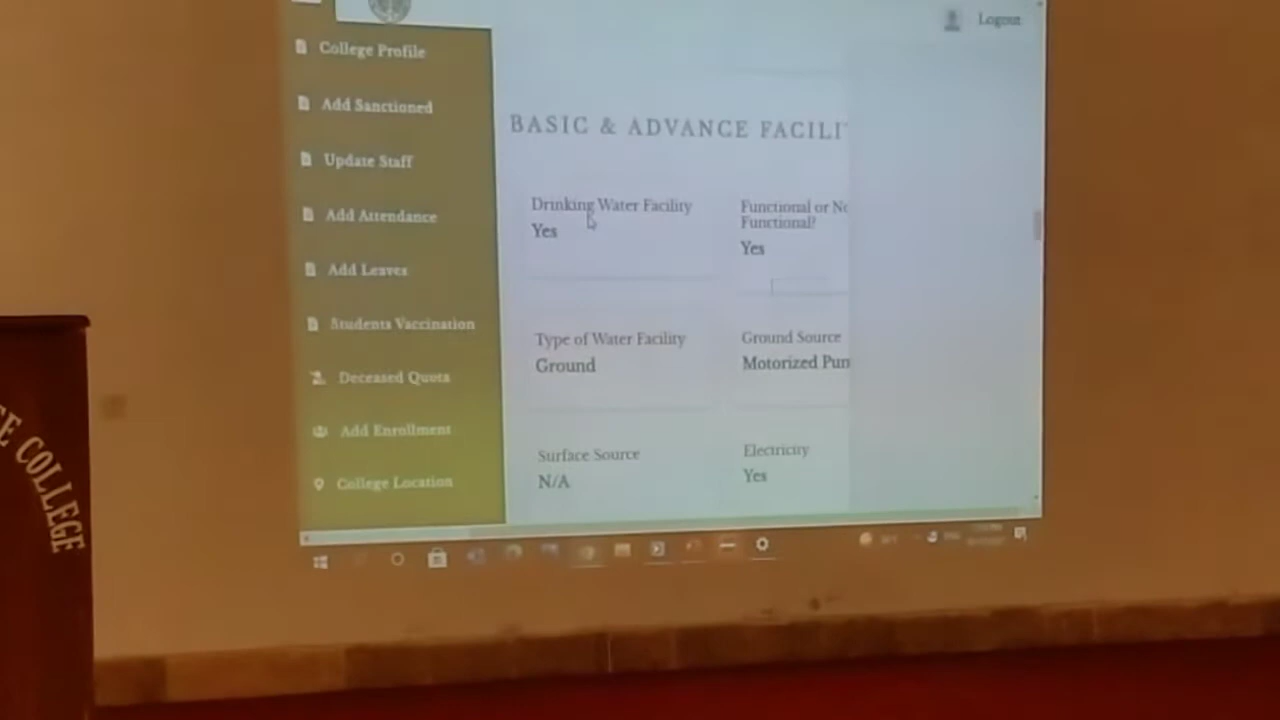 Logout
College Profile
Add Sanctioned
Update Staff
Add Attendance
Add Leaves
Students Vaccination
Deceased Quota
Add Enrollment
College Location
BASIC & ADVANCE FACILI
Drinking Water Facility
Yes
Functional or No
Functional?
Yes
Type of Water Facility
Ground
Ground Source
Motorized Pum
Surface Source
N/A
Electricity
Yes
CE COLLEGE